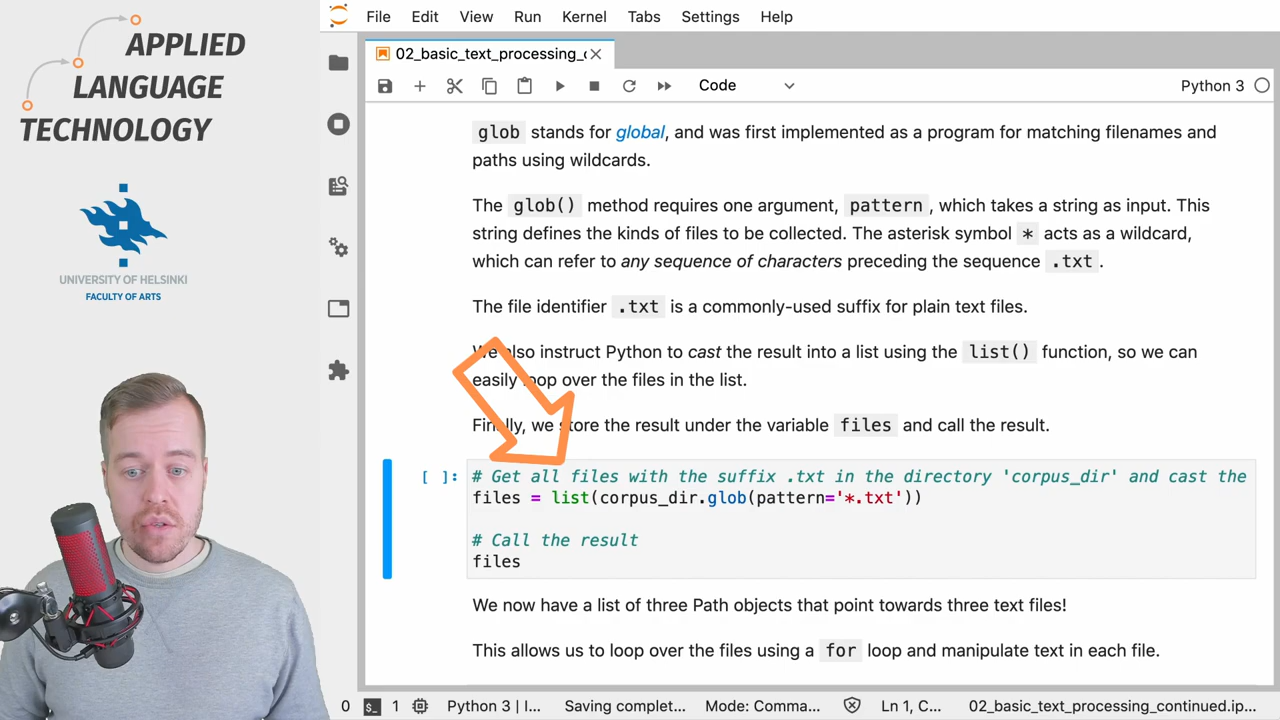 APPLIED
LANGUAGE
TECHNOLOGY
UNIVERSITY OF HELSINKI
FACULTY OF ARTS
File Edit View Run Kernel Tabs Settings Help
02_basic_text_processing_c
Code
Python 3
glob stands for global, and was first implemented as a program for matching filenames and
paths using wildcards.
The glob() method requires one argument, pattern, which takes a string as input. This
string defines the kinds of files to be collected. The asterisk symbol * acts as a wildcard,
which can refer to any sequence of characters preceding the sequence .txt.
The file identifier .txt is a commonly-used suffix for plain text files.
We also instruct Python to cast the result into a list using the list() function, so we can
easily loop over the files in the list.
Finally, we store the result under the variable files and call the result.
[ ]: # Get all files with the suffix .txt in the directory 'corpus_dir' and cast the
files = list(corpus_dir.glob(pattern='*.txt'))
# Call the result
files
We now have a list of three Path objects that point towards three text files!
This allows us to loop over the files using a for loop and manipulate text in each file.
0 $_ 1 Python 3 | I... Saving complet... Mode: Comma... Ln 1, C... 02_basic_text_processing_continued.ip...